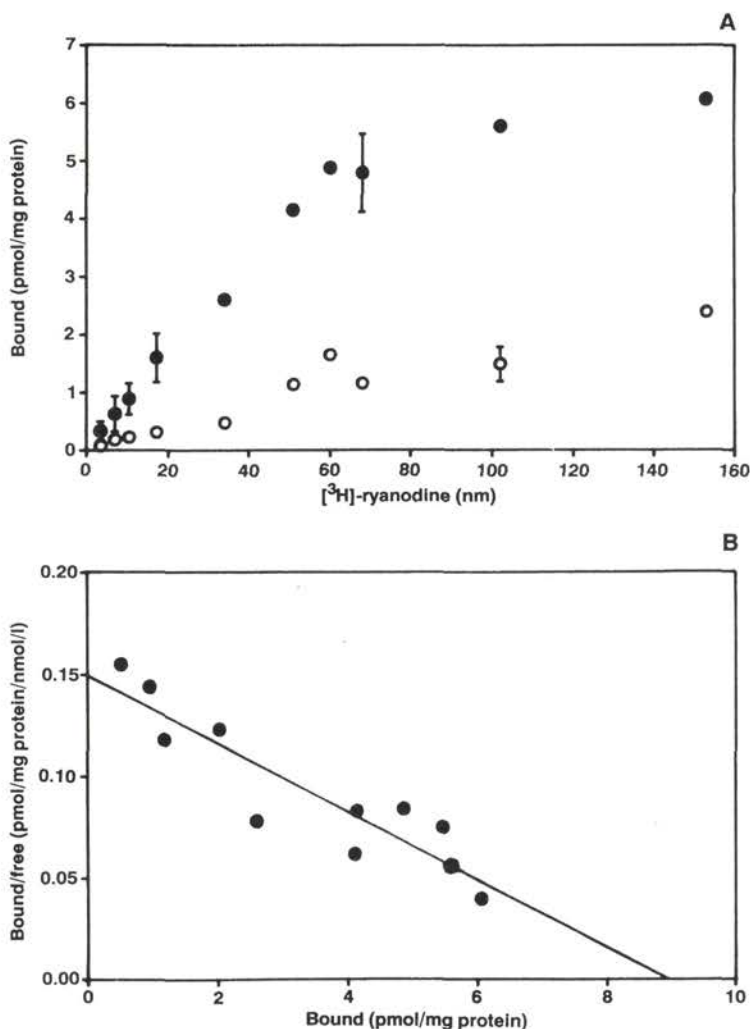 A
7
6
5
4
3
2
1
0
Bound (pmol/mg protein)
0 20 40 60 80 100 120 140 160
[³H]-ryanodine (nm)
B
0.20
0.15
0.10
0.05
0.00
Bound/free (pmol/mg protein/nmol/l)
0 2 4 6 8 10
Bound (pmol/mg protein)